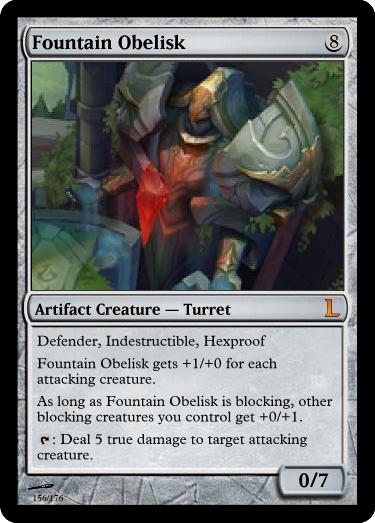 Fountain Obelisk 8
Artifact Creature — Turret L
Defender, Indestructible, Hexproof
Fountain Obelisk gets +1/+0 for each
attacking creature.
As long as Fountain Obelisk is blocking, other
blocking creatures you control get +0/+1.
: Deal 5 true damage to target attacking
creature.
0/7
156/176